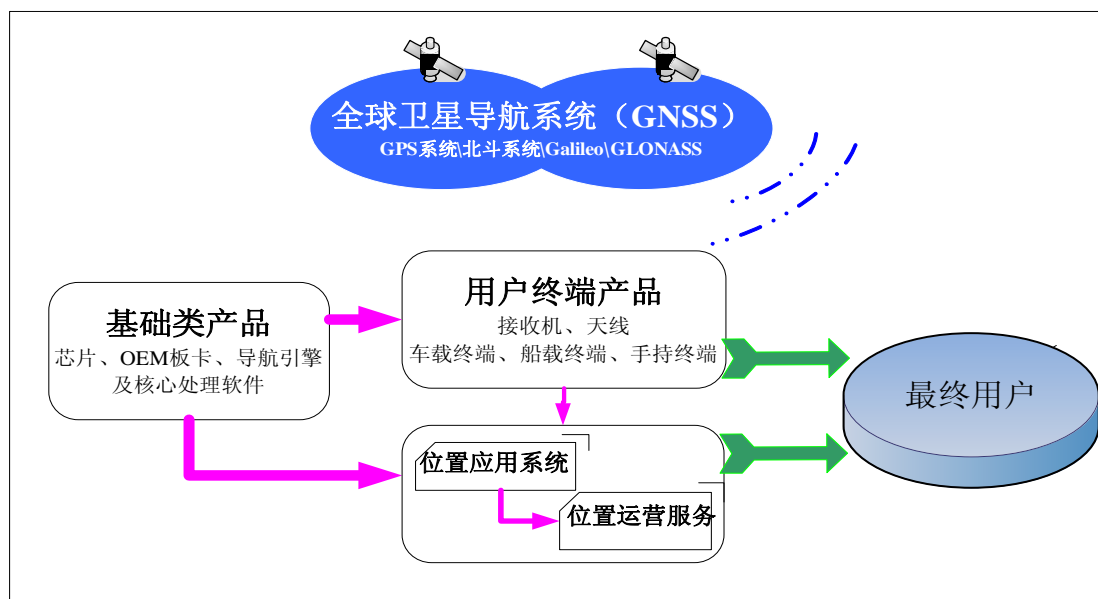 全球卫星导航系统（GNSS）
GPS系统\北斗系统\Galileo\GLONASS
用户终端产品
接收机、天线
车载终端、船载终端、手持终端
基础类产品
芯片、OEM板卡、导航引擎
及核心处理软件
最终用户
位置应用系统
位置运营服务